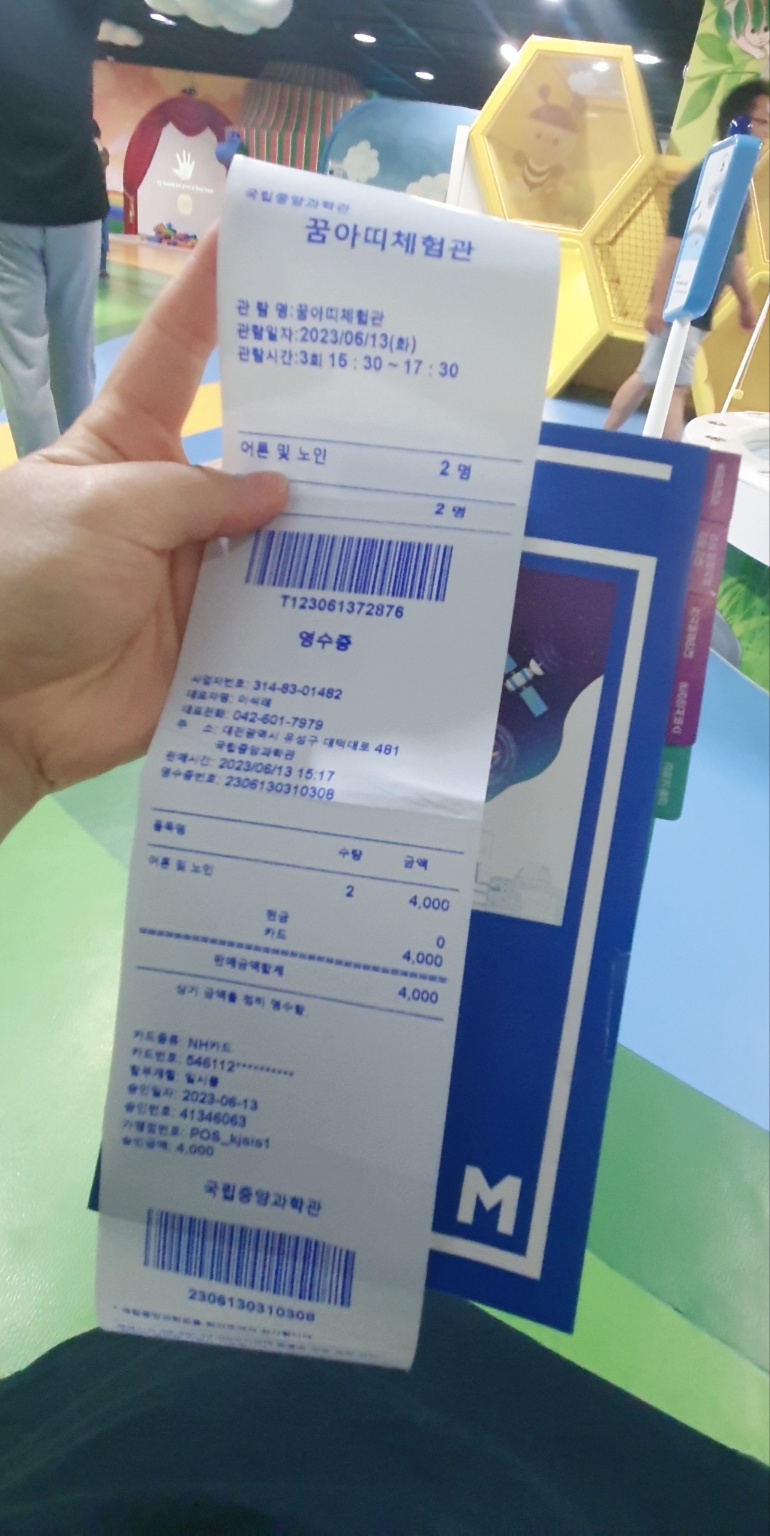 국립중앙과학관
꿈아띠체험관
관 람 명:꿈아띠체험관
관람일자:2023/06/13(화)
관람시간:3회 15 : 30 ~ 17 : 30
어른 및 노인 2 명
2 명
T123061372876
영수증
사업자번호: 314-83-01482
대표자명: 이석래
대표전화: 042-601-7979
주 소: 대전광역시 유성구 대덕대로 481
국립중앙과학관
판매시간: 2023/06/13 15:17
영수증번호: 2306130310308
품목명 수량 금액
어른 및 노인 2 4,000
현금 0
카드 4,000
판매금액합계 4,000
상기 금액을 정히 영수함.
카드종류: NH카드
카드번호: 546112**********
할부개월: 일시불
승인일자: 2023-06-13
승인번호: 41346063
가맹점번호: POS_kjsis1
승인금액: 4,000
국립중앙과학관
2306130310308
M